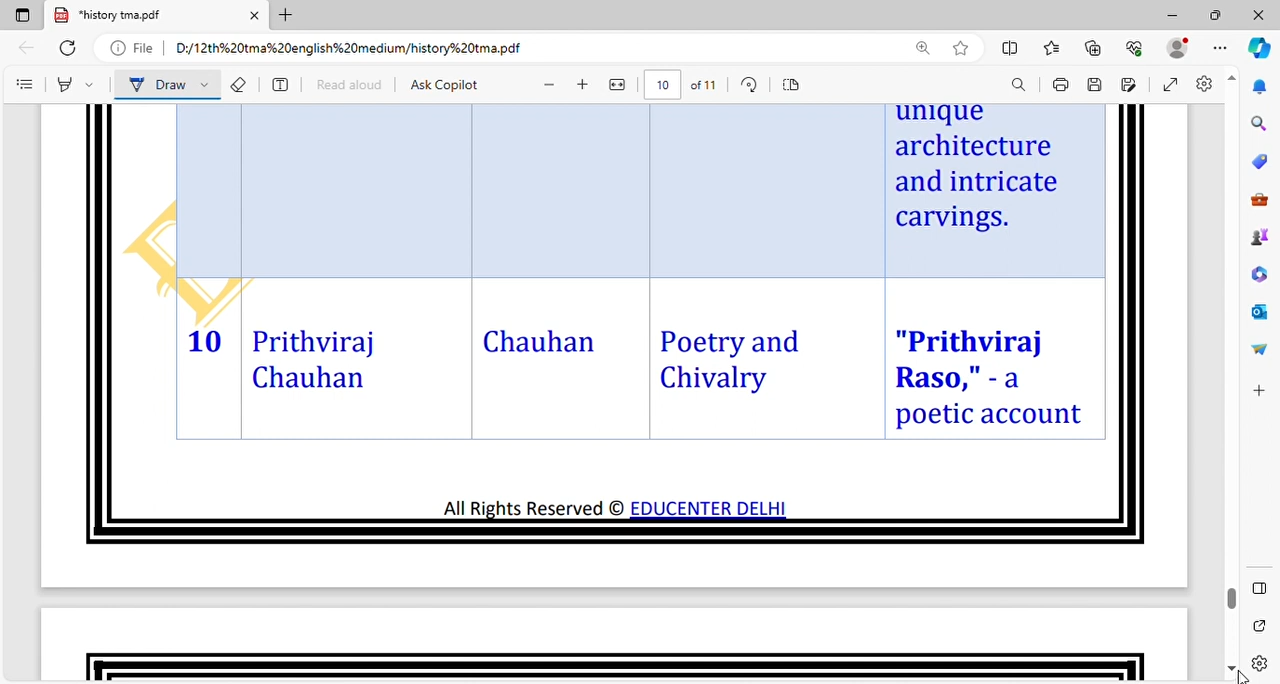 *history tma.pdf
File
D:/12th%20tma%20english%20medium/history%20tma.pdf
Draw
Read aloud
Ask Copilot
10 of 11
unique
architecture
and intricate
carvings.
10
Prithviraj
Chauhan
Chauhan
Poetry and
Chivalry
"Prithviraj
Raso," - a
poetic account
All Rights Reserved © EDUCENTER DELHI